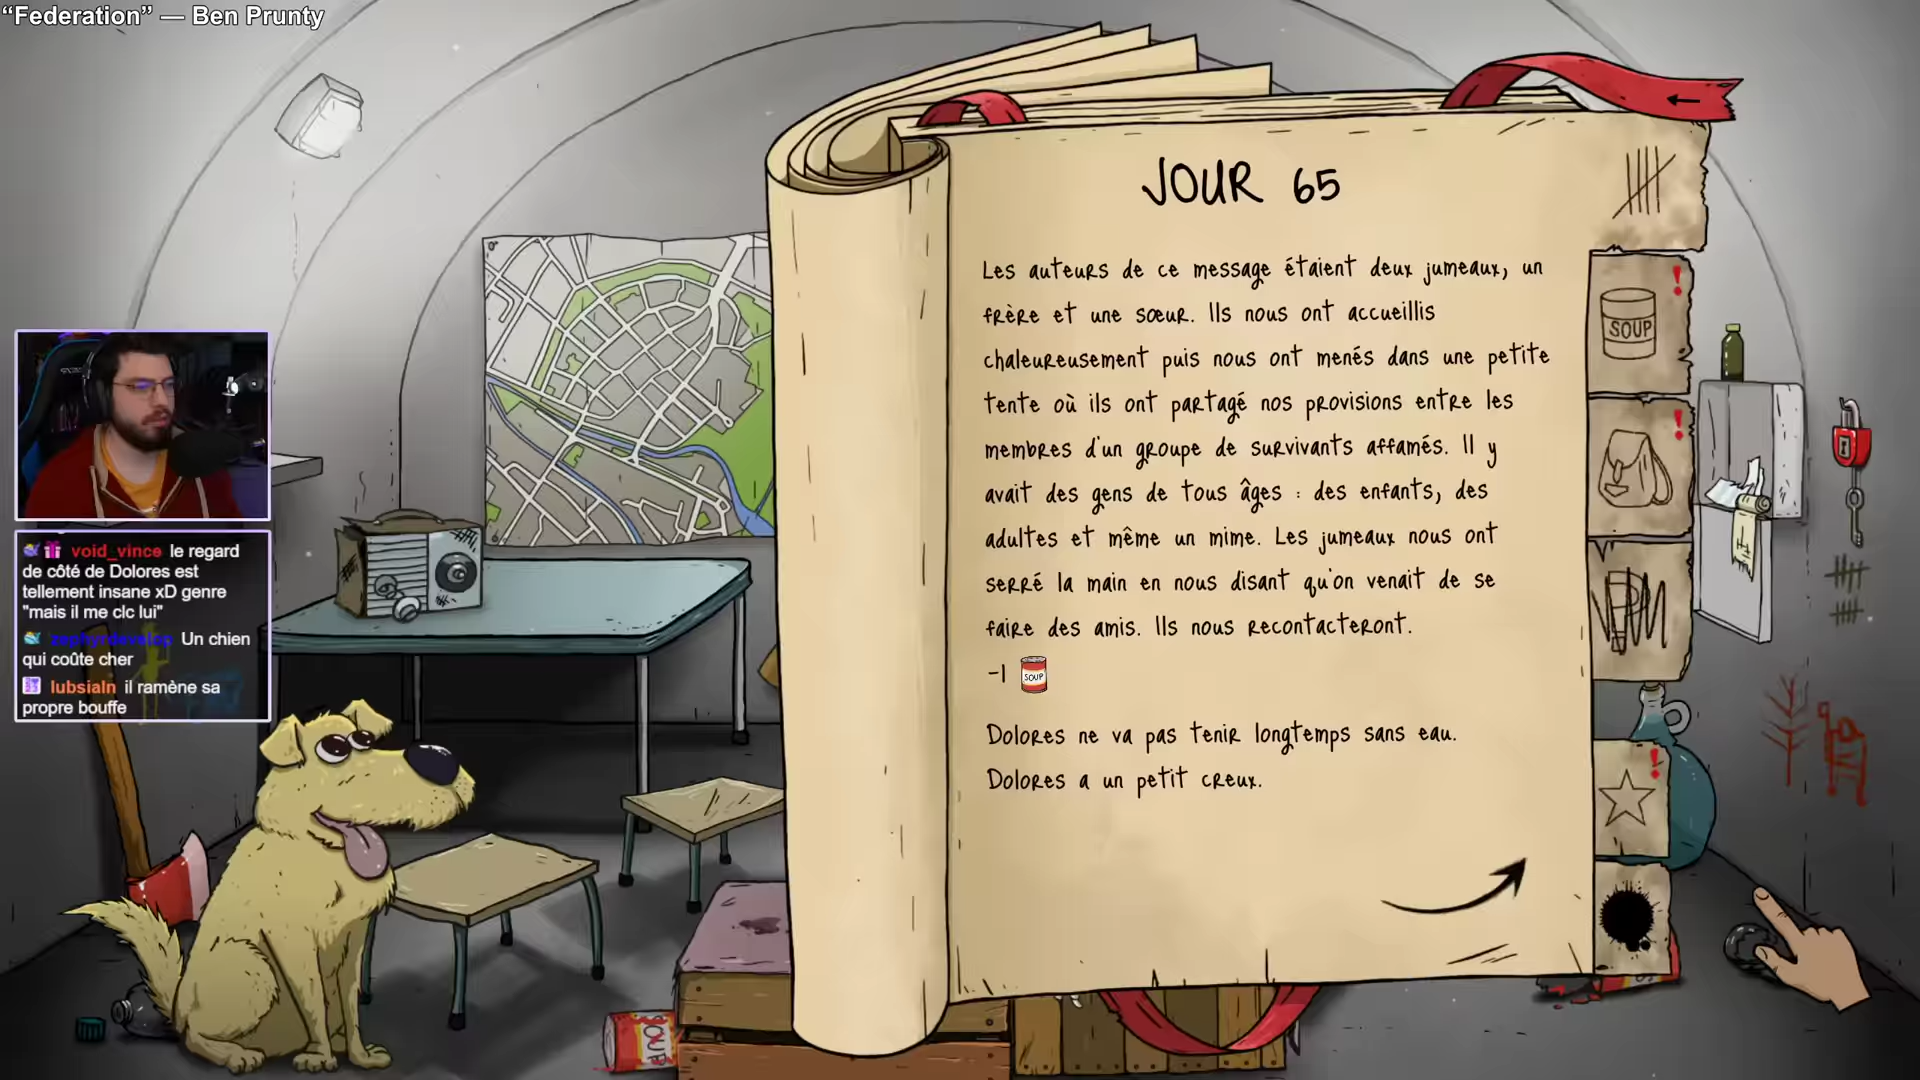 “Federation” — Ben Prunty
JOUR 65
Les auteurs de ce message étaient deux jumeaux, un
frère et une sœur. Ils nous ont accueillis
chaleureusement puis nous ont menés dans une petite
tente où ils ont partagé nos provisions entre les
membres d'un groupe de survivants affamés. Il y
avait des gens de tous âges : des enfants, des
adultes et même un mime. Les jumeaux nous ont
serré la main en nous disant qu'on venait de se
faire des amis. Ils nous recontacteront.
-1
SOUP
Dolores ne va pas tenir longtemps sans eau.
Dolores a un petit creux.
SOUP
void_vince le regard
de côté de Dolores est
tellement insane xD genre
"mais il me clc lui"
zephyrdevelop Un chien
qui coûte cher
lubsialn il ramène sa
propre bouffe
SOUP